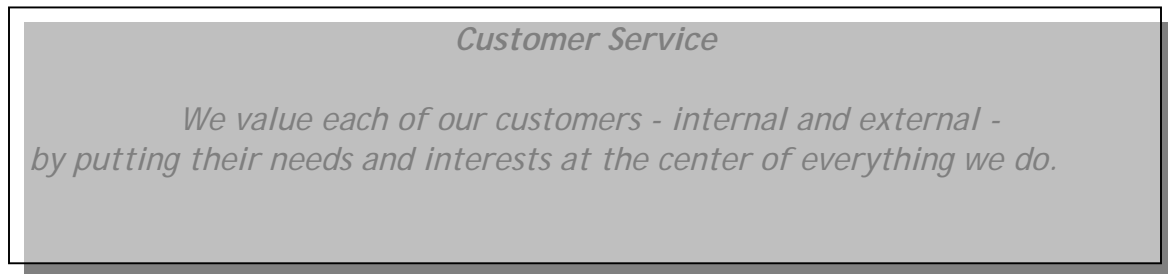 Customer Service
We value each of our customers - internal and external -
by putting their needs and interests at the center of everything we do.